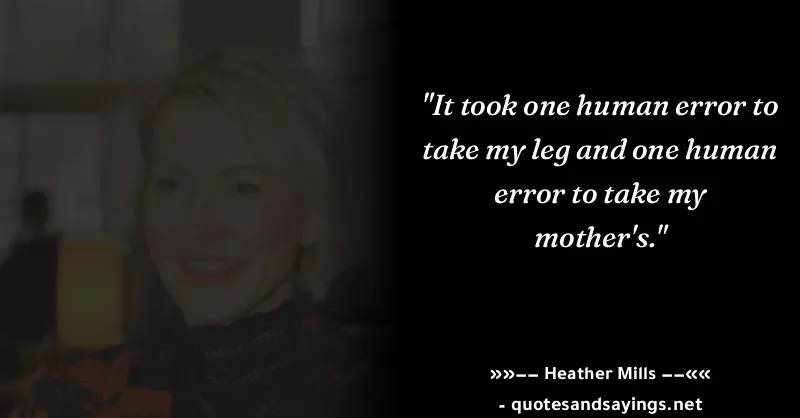 "It took one human error to
take my leg and one human
error to take my
mother's."
»»–– Heather Mills ––««
- quotesandsayings.net